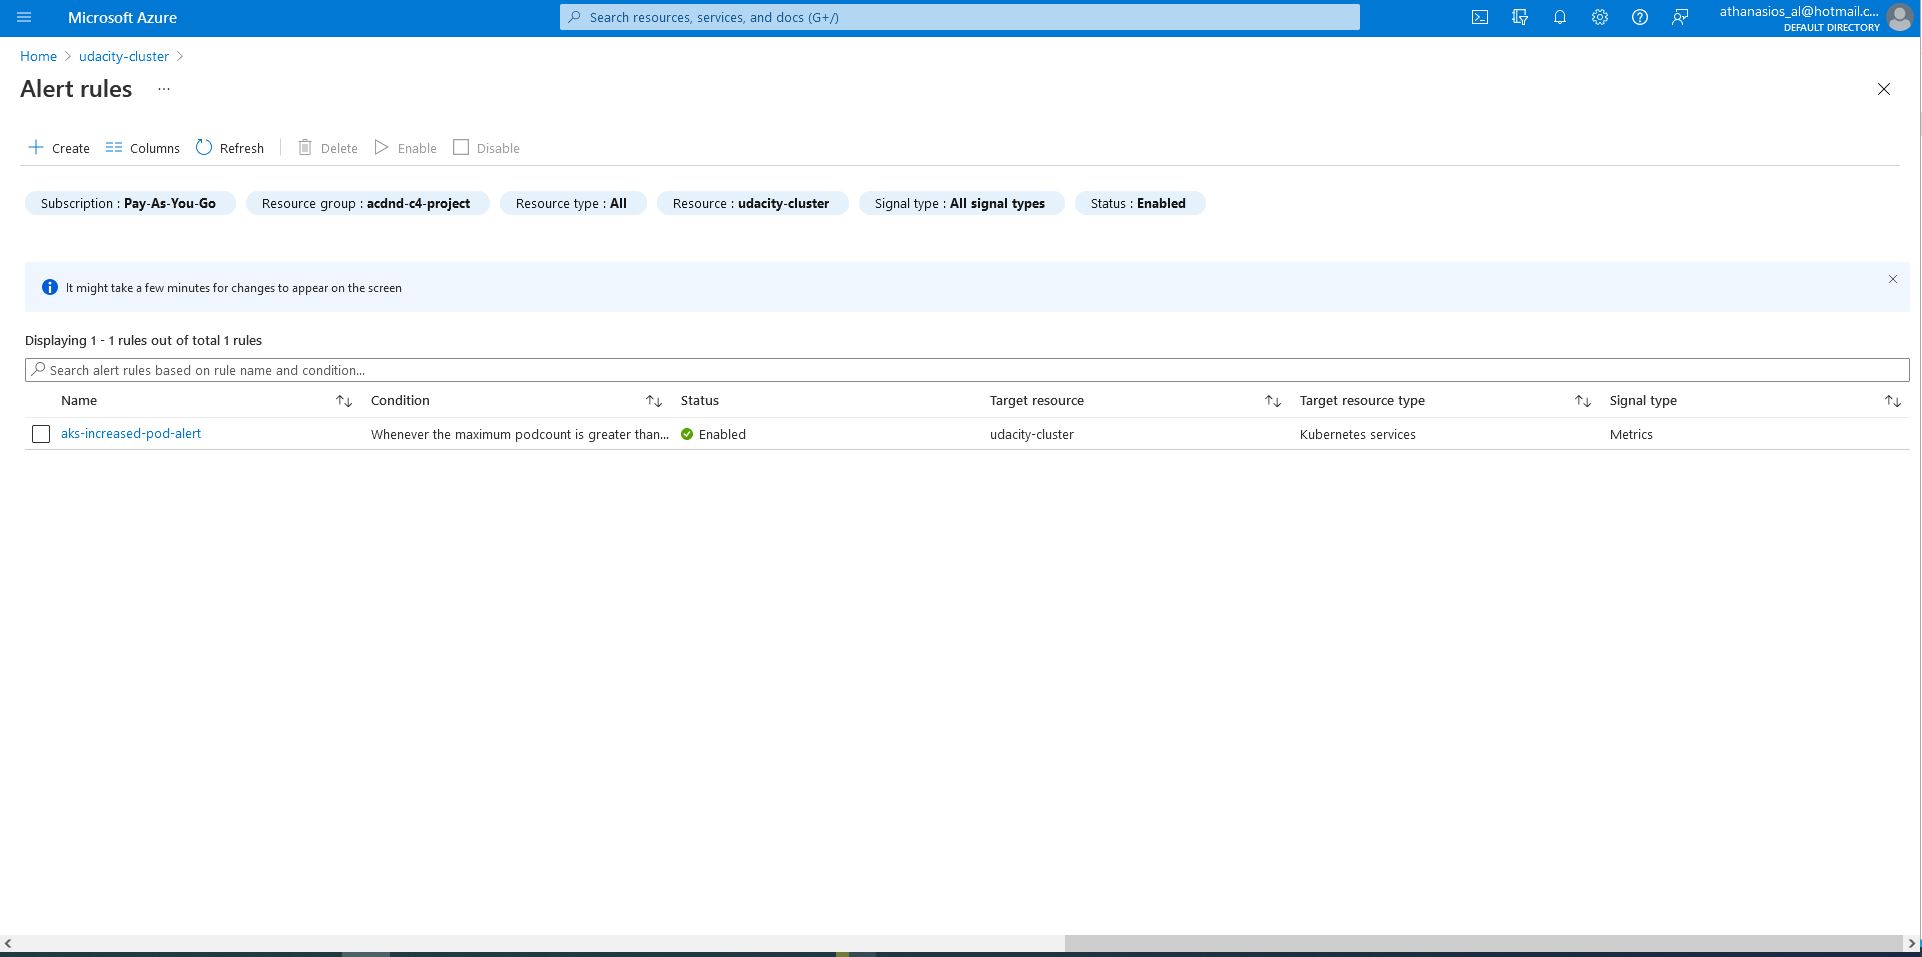 Microsoft Azure
Search resources, services, and docs (G+/)
athanasios_al@hotmail.c...
DEFAULT DIRECTORY
Home > udacity-cluster >
Alert rules ...
Create Columns Refresh Delete Enable Disable
Subscription : Pay-As-You-Go Resource group : acdnd-c4-project Resource type : All Resource : udacity-cluster Signal type : All signal types Status : Enabled
It might take a few minutes for changes to appear on the screen
Displaying 1 - 1 rules out of total 1 rules
Search alert rules based on rule name and condition...
Name Condition Status Target resource Target resource type Signal type
aks-increased-pod-alert Whenever the maximum podcount is greater than... Enabled udacity-cluster Kubernetes services Metrics